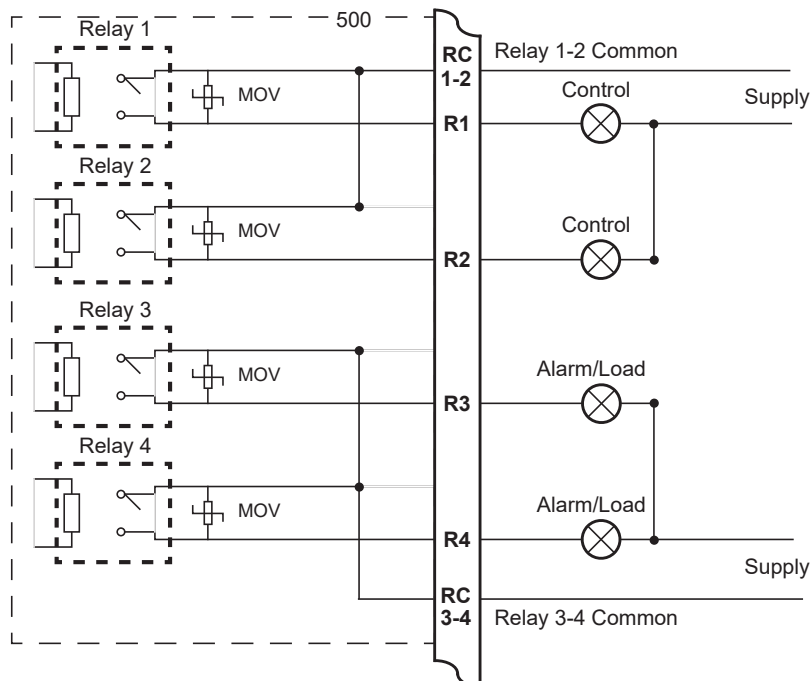 500
Relay 1
RC
1-2
Relay 1-2 Common
MOV
Control
Supply
R1
Relay 2
MOV
Control
R2
Relay 3
MOV
Alarm/Load
R3
Relay 4
MOV
Alarm/Load
R4
Supply
RC
3-4
Relay 3-4 Common